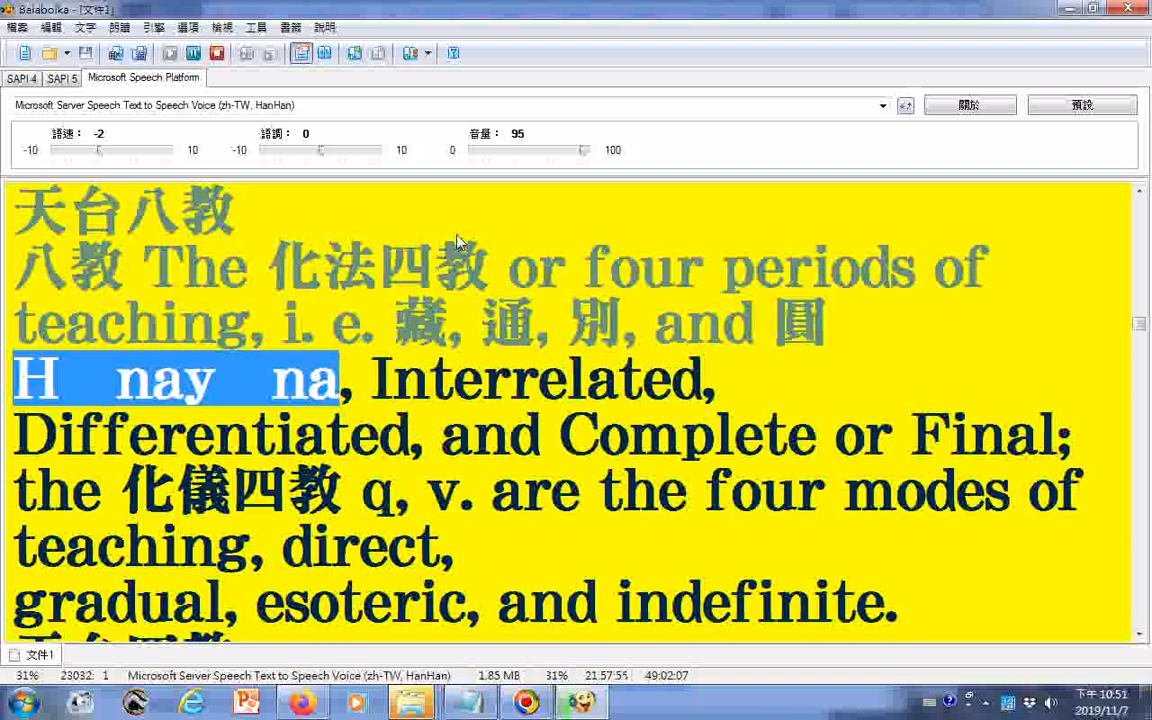 Balabolka - [文件1]
檔案 編輯 文字 朗讀 引擎 選項 檢視 工具 書籤 說明
SAPI 4 SAPI 5 Microsoft Speech Platform
Microsoft Server Speech Text to Speech Voice (zh-TW, HanHan) 關於 預設
語速： -2 語調： 0 音量： 95
-10 10 -10 10 0 100
天台八教
八教 The 化法四教 or four periods of
teaching, i. e. 藏, 通, 別, and 圓
H nay na, Interrelated,
Differentiated, and Complete or Final;
the 化儀四教 q, v. are the four modes of
teaching, direct,
gradual, esoteric, and indefinite.
文件1
31% 23032: 1 Microsoft Server Speech Text to Speech Voice (zh-TW, HanHan) 1.85 MB 31% 21:57:55 49:02:07
下午 10:51
2019/11/7